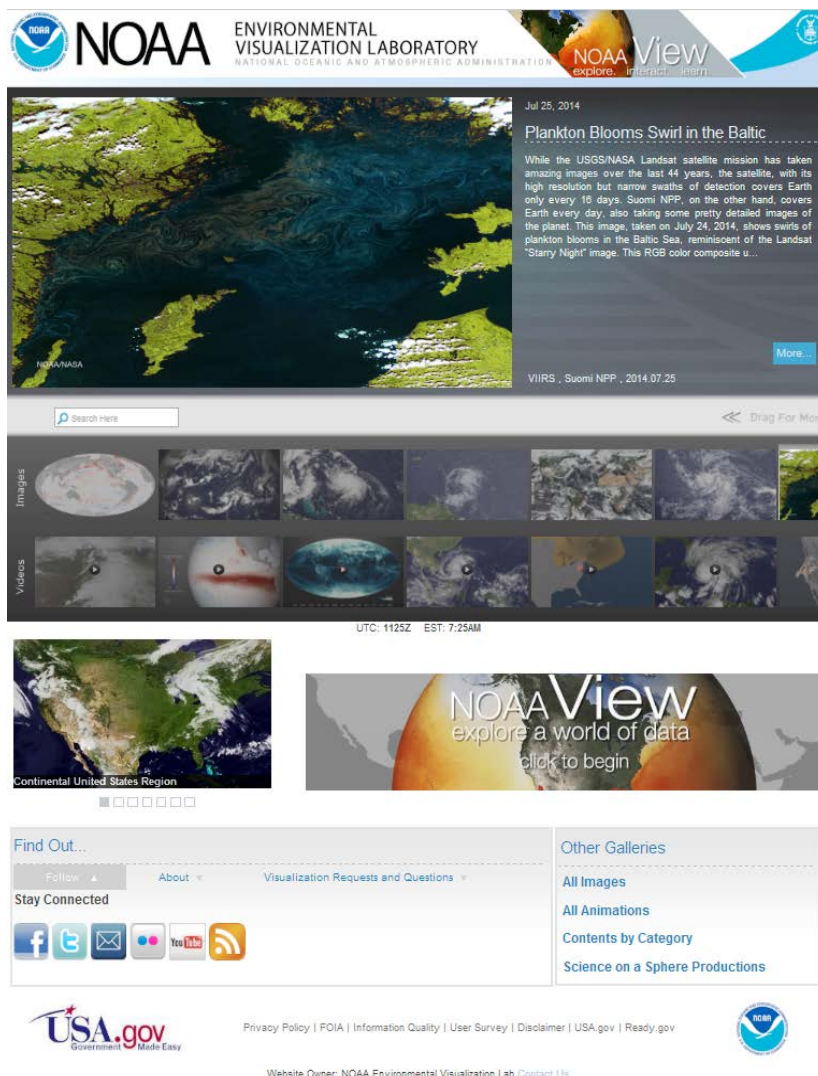 NOAA
NOAA
ENVIRONMENTAL
VISUALIZATION LABORATORY
NATIONAL OCEANIC AND ATMOSPHERIC ADMINISTRATION
NOAA View
explore. interact. learn
Jul 25, 2014
Plankton Blooms Swirl in the Baltic
While the USGS/NASA Landsat satellite mission has taken
amazing images over the last 44 years, the satellite, with its
high resolution but narrow swaths of detection covers Earth
only every 16 days. Suomi NPP, on the other hand, covers
Earth every day, also taking some pretty detailed images of
the planet. This image, taken on July 24, 2014, shows swirls of
plankton blooms in the Baltic Sea, reminiscent of the Landsat
"Starry Night" image. This RGB color composite u...
NOAA/NASA
More...
VIIRS , Suomi NPP , 2014.07.25
Search Here
Drag For Mor
Images
Videos
UTC: 1125Z EST: 7:25AM
Continental United States Region
NOAA View
explore a world of data
click to begin
Find Out...
Follow
About
Visualization Requests and Questions
Stay Connected
You Tube
Other Galleries
All Images
All Animations
Contents by Category
Science on a Sphere Productions
USA.gov
Government Made Easy
Privacy Policy | FOIA | Information Quality | User Survey | Disclaimer | USA.gov | Ready.gov
NOAA
Website Owner: NOAA Environmental Visualization Lab Contact Us